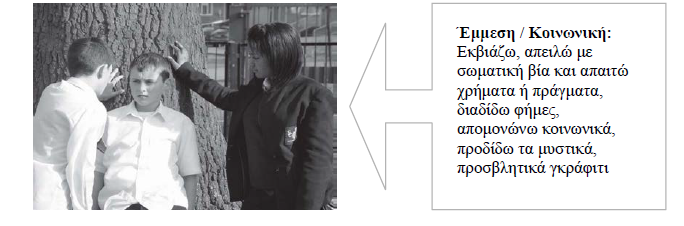 Έμμεση / Κοινωνική:
Εκβιάζω, απειλώ με
σωματική βία και απαιτώ
χρήματα ή πράγματα,
διαδίδω φήμες,
απομονώνω κοινωνικά,
προδίδω τα μυστικά,
προσβλητικά γκράφιτι